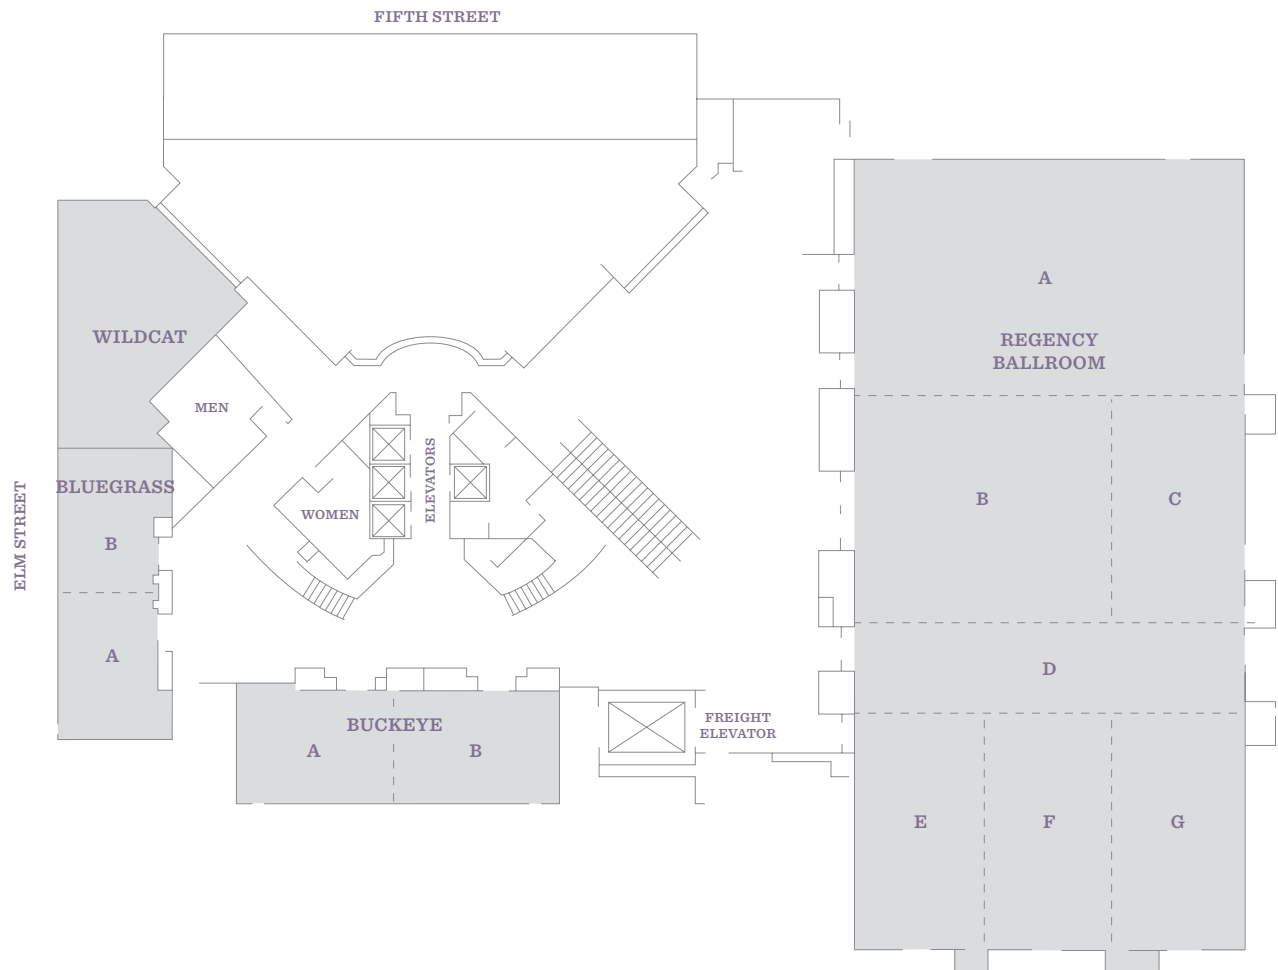 FIFTH STREET
A
REGENCY
BALLROOM
WILDCAT
MEN
ELEVATORS
BLUEGRASS
ELM STREET
B
C
WOMEN
B
A
D
BUCKEYE
A
B
FREIGHT
ELEVATOR
E
F
G